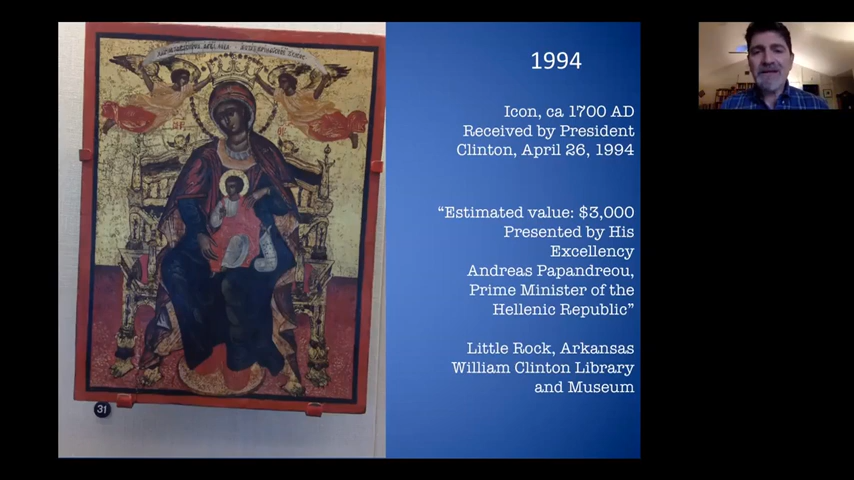 1994
Icon, ca 1700 AD
Received by President
Clinton, April 26, 1994
“Estimated value: $3,000
Presented by His
Excellency
Andreas Papandreou,
Prime Minister of the
Hellenic Republic”
Little Rock, Arkansas
William Clinton Library
and Museum
31